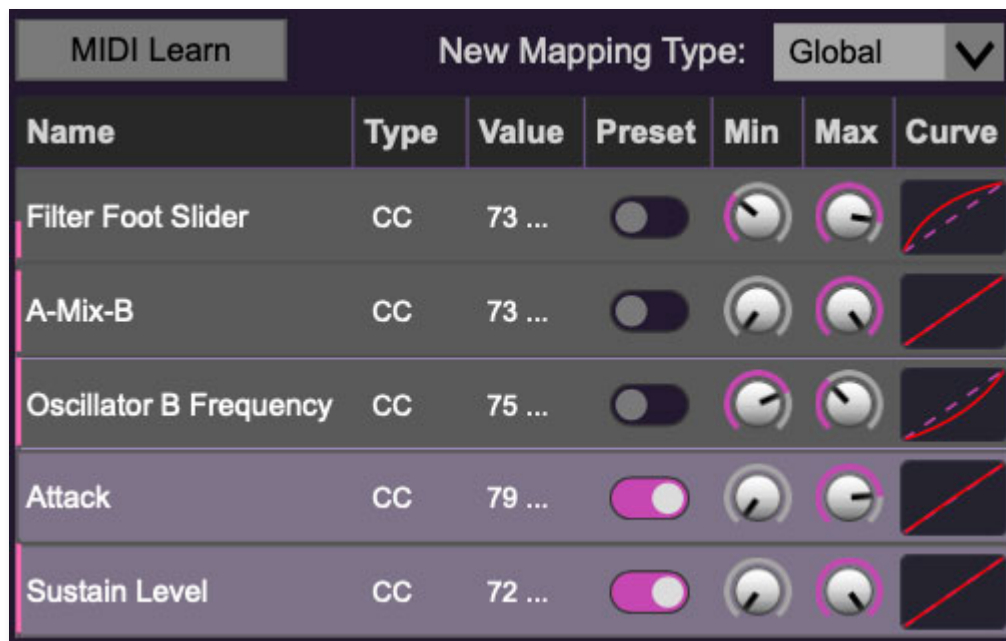 MIDI Learn New Mapping Type: Global
Name Type Value Preset Min Max Curve
Filter Foot Slider CC 73 ...
A-Mix-B CC 73 ...
Oscillator B Frequency CC 75 ...
Attack CC 79 ...
Sustain Level CC 72 ...